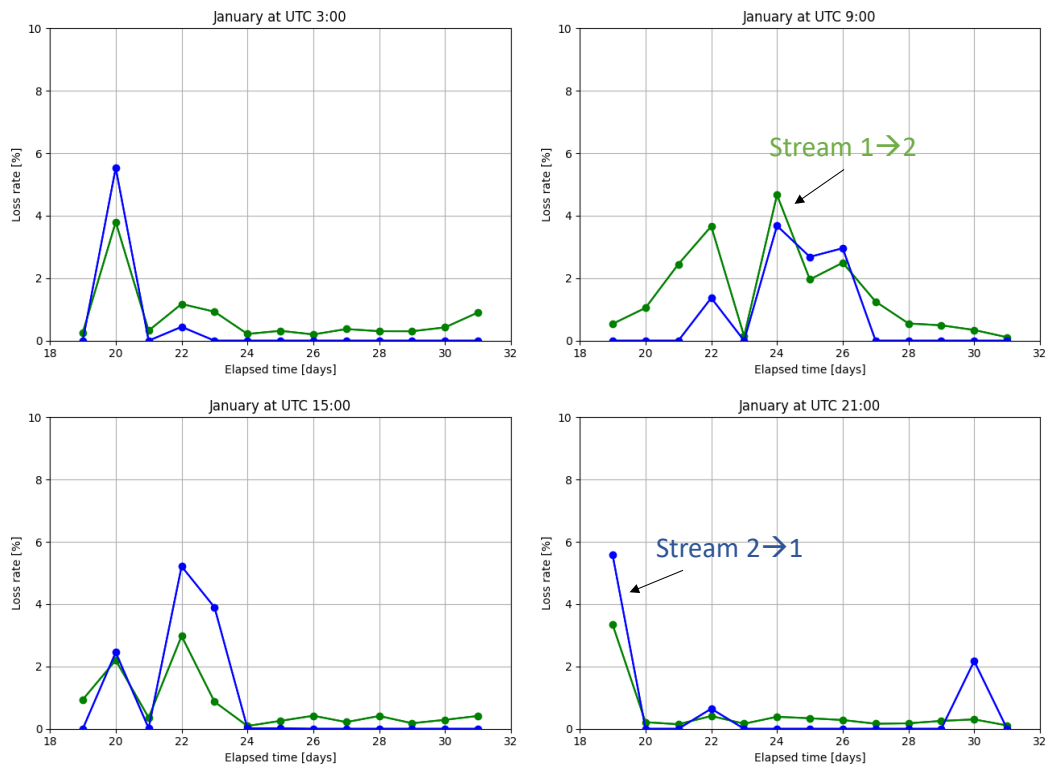 January at UTC 3:00
10
8
6
4
2
0
Loss rate [%]
18 20 22 24 26 28 30 32
Elapsed time [days]
January at UTC 9:00
10
8
6
4
2
0
Loss rate [%]
Stream 1→2
18 20 22 24 26 28 30 32
Elapsed time [days]
January at UTC 15:00
10
8
6
4
2
0
Loss rate [%]
18 20 22 24 26 28 30 32
Elapsed time [days]
January at UTC 21:00
10
8
6
4
2
0
Loss rate [%]
Stream 2→1
18 20 22 24 26 28 30 32
Elapsed time [days]